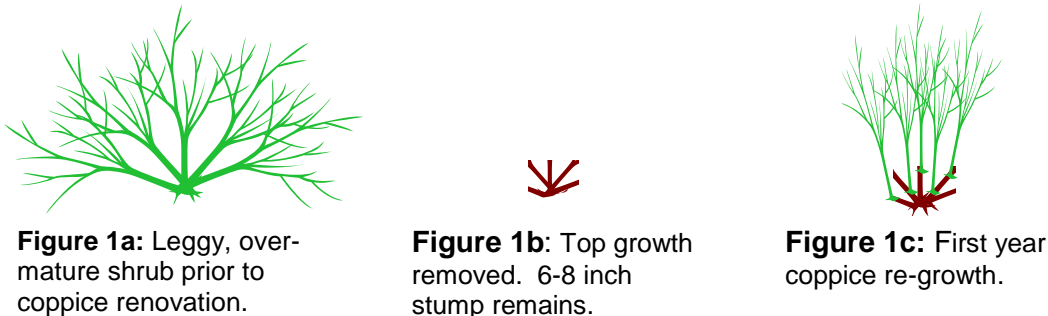 Figure 1a: Leggy, over-
mature shrub prior to
coppice renovation.
Figure 1b: Top growth
removed. 6-8 inch
stump remains.
Figure 1c: First year
coppice re-growth.